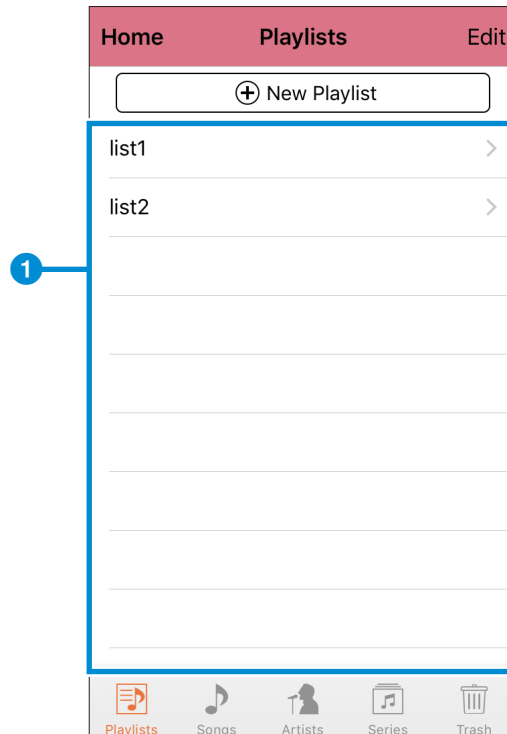 Home Playlists Edit
New Playlist
list1
list2
1
Playlists Songs Artists Series Trash